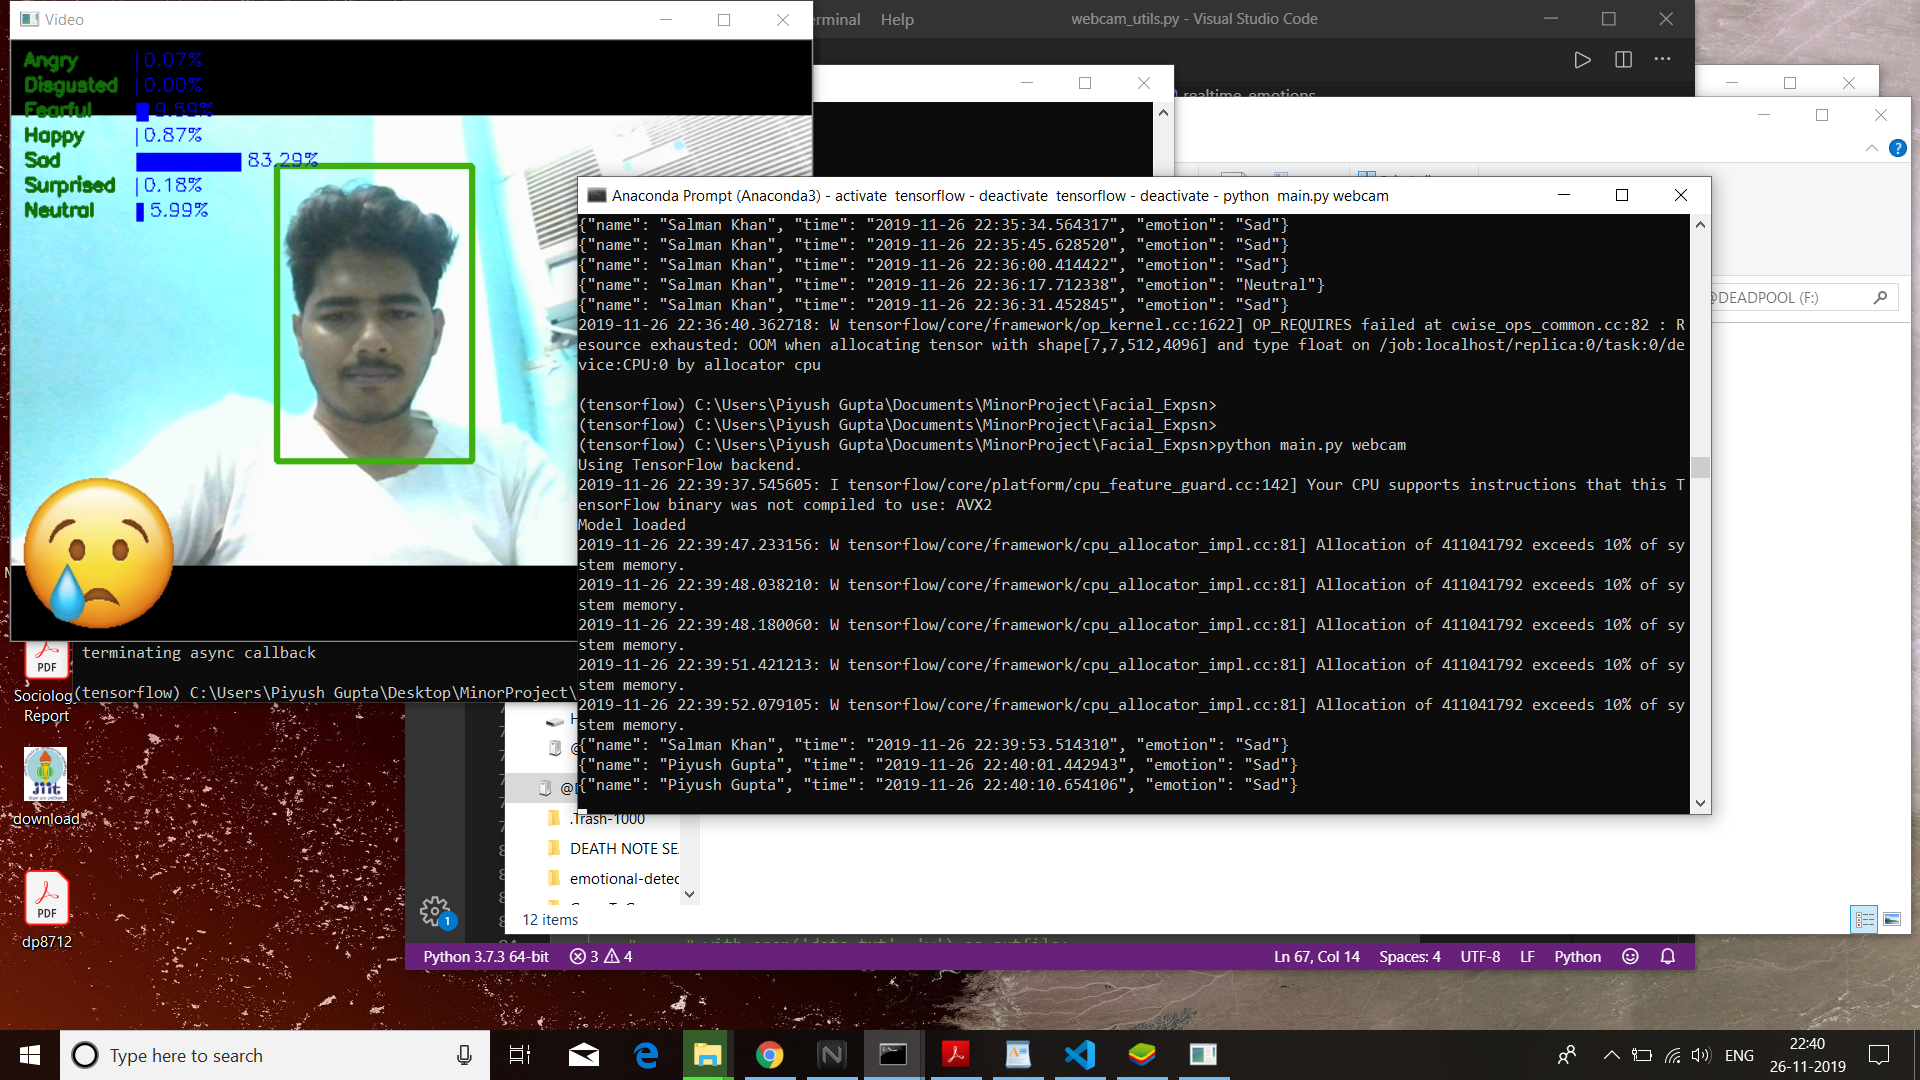 Video
Angry 0.07%
Disgusted 0.00%
Fearful 9.59%
Happy 0.87%
Sad 83.29%
Surprised 0.18%
Neutral 5.99%
Help
webcam_utils.py - Visual Studio Code
realtime_emotions
@DEADPOOL (F:)
Anaconda Prompt (Anaconda3) - activate  tensorflow - deactivate  tensorflow - deactivate - python  main.py webcam
{"name": "Salman Khan", "time": "2019-11-26 22:35:34.564317", "emotion": "Sad"}
{"name": "Salman Khan", "time": "2019-11-26 22:35:45.628520", "emotion": "Sad"}
{"name": "Salman Khan", "time": "2019-11-26 22:36:00.414422", "emotion": "Sad"}
{"name": "Salman Khan", "time": "2019-11-26 22:36:17.712338", "emotion": "Neutral"}
{"name": "Salman Khan", "time": "2019-11-26 22:36:31.452845", "emotion": "Sad"}
2019-11-26 22:36:40.362718: W tensorflow/core/framework/op_kernel.cc:1622] OP_REQUIRES failed at cwise_ops_common.cc:82 : R
esource exhausted: OOM when allocating tensor with shape[7,7,512,4096] and type float on /job:localhost/replica:0/task:0/de
vice:CPU:0 by allocator cpu
(tensorflow) C:\Users\Piyush Gupta\Documents\MinorProject\Facial_Expsn>
(tensorflow) C:\Users\Piyush Gupta\Documents\MinorProject\Facial_Expsn>
(tensorflow) C:\Users\Piyush Gupta\Documents\MinorProject\Facial_Expsn>python main.py webcam
Using TensorFlow backend.
2019-11-26 22:39:37.545605: I tensorflow/core/platform/cpu_feature_guard.cc:142] Your CPU supports instructions that this T
ensorFlow binary was not compiled to use: AVX2
Model loaded
2019-11-26 22:39:47.233156: W tensorflow/core/framework/cpu_allocator_impl.cc:81] Allocation of 411041792 exceeds 10% of sy
stem memory.
2019-11-26 22:39:48.038210: W tensorflow/core/framework/cpu_allocator_impl.cc:81] Allocation of 411041792 exceeds 10% of sy
stem memory.
2019-11-26 22:39:48.180060: W tensorflow/core/framework/cpu_allocator_impl.cc:81] Allocation of 411041792 exceeds 10% of sy
stem memory.
2019-11-26 22:39:51.421213: W tensorflow/core/framework/cpu_allocator_impl.cc:81] Allocation of 411041792 exceeds 10% of sy
stem memory.
2019-11-26 22:39:52.079105: W tensorflow/core/framework/cpu_allocator_impl.cc:81] Allocation of 411041792 exceeds 10% of sy
stem memory.
{"name": "Salman Khan", "time": "2019-11-26 22:39:53.514310", "emotion": "Sad"}
{"name": "Piyush Gupta", "time": "2019-11-26 22:40:01.442943", "emotion": "Sad"}
{"name": "Piyush Gupta", "time": "2019-11-26 22:40:10.654106", "emotion": "Sad"}
terminating async callback
(tensorflow) C:\Users\Piyush Gupta\Desktop\MinorProject\
PDF
Sociolog
Report
jiit
download
PDF
dp8712
.Trash-1000
DEATH NOTE SE
emotional-detec
12 items
1
Python 3.7.3 64-bit
3
4
Ln 67, Col 14
Spaces: 4
UTF-8
LF
Python
Type here to search
ENG
22:40
26-11-2019